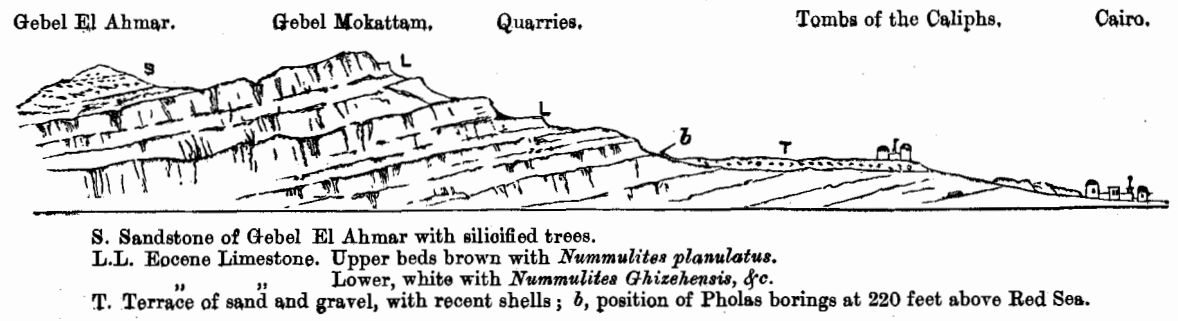 Gebel El Ahmar. Gebel Mokattam. Quarries. Tombs of the Caliphs. Cairo.
S
L
L
b
T
S. Sandstone of Gebel El Ahmar with silicified trees.
L.L. Eocene Limestone. Upper beds brown with Nummulites planulatus.
„ „ Lower, white with Nummulites Ghizehensis, &c.
T. Terrace of sand and gravel, with recent shells; b, position of Pholas borings at 220 feet above Red Sea.